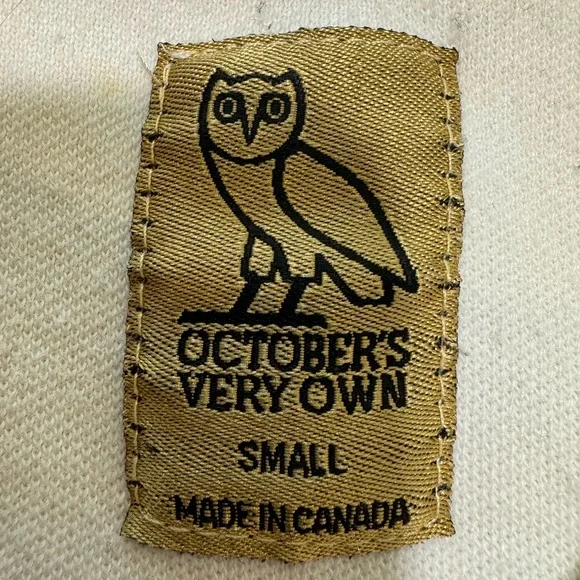 OCTOBER'S
VERY OWN
SMALL
MADE IN CANADA